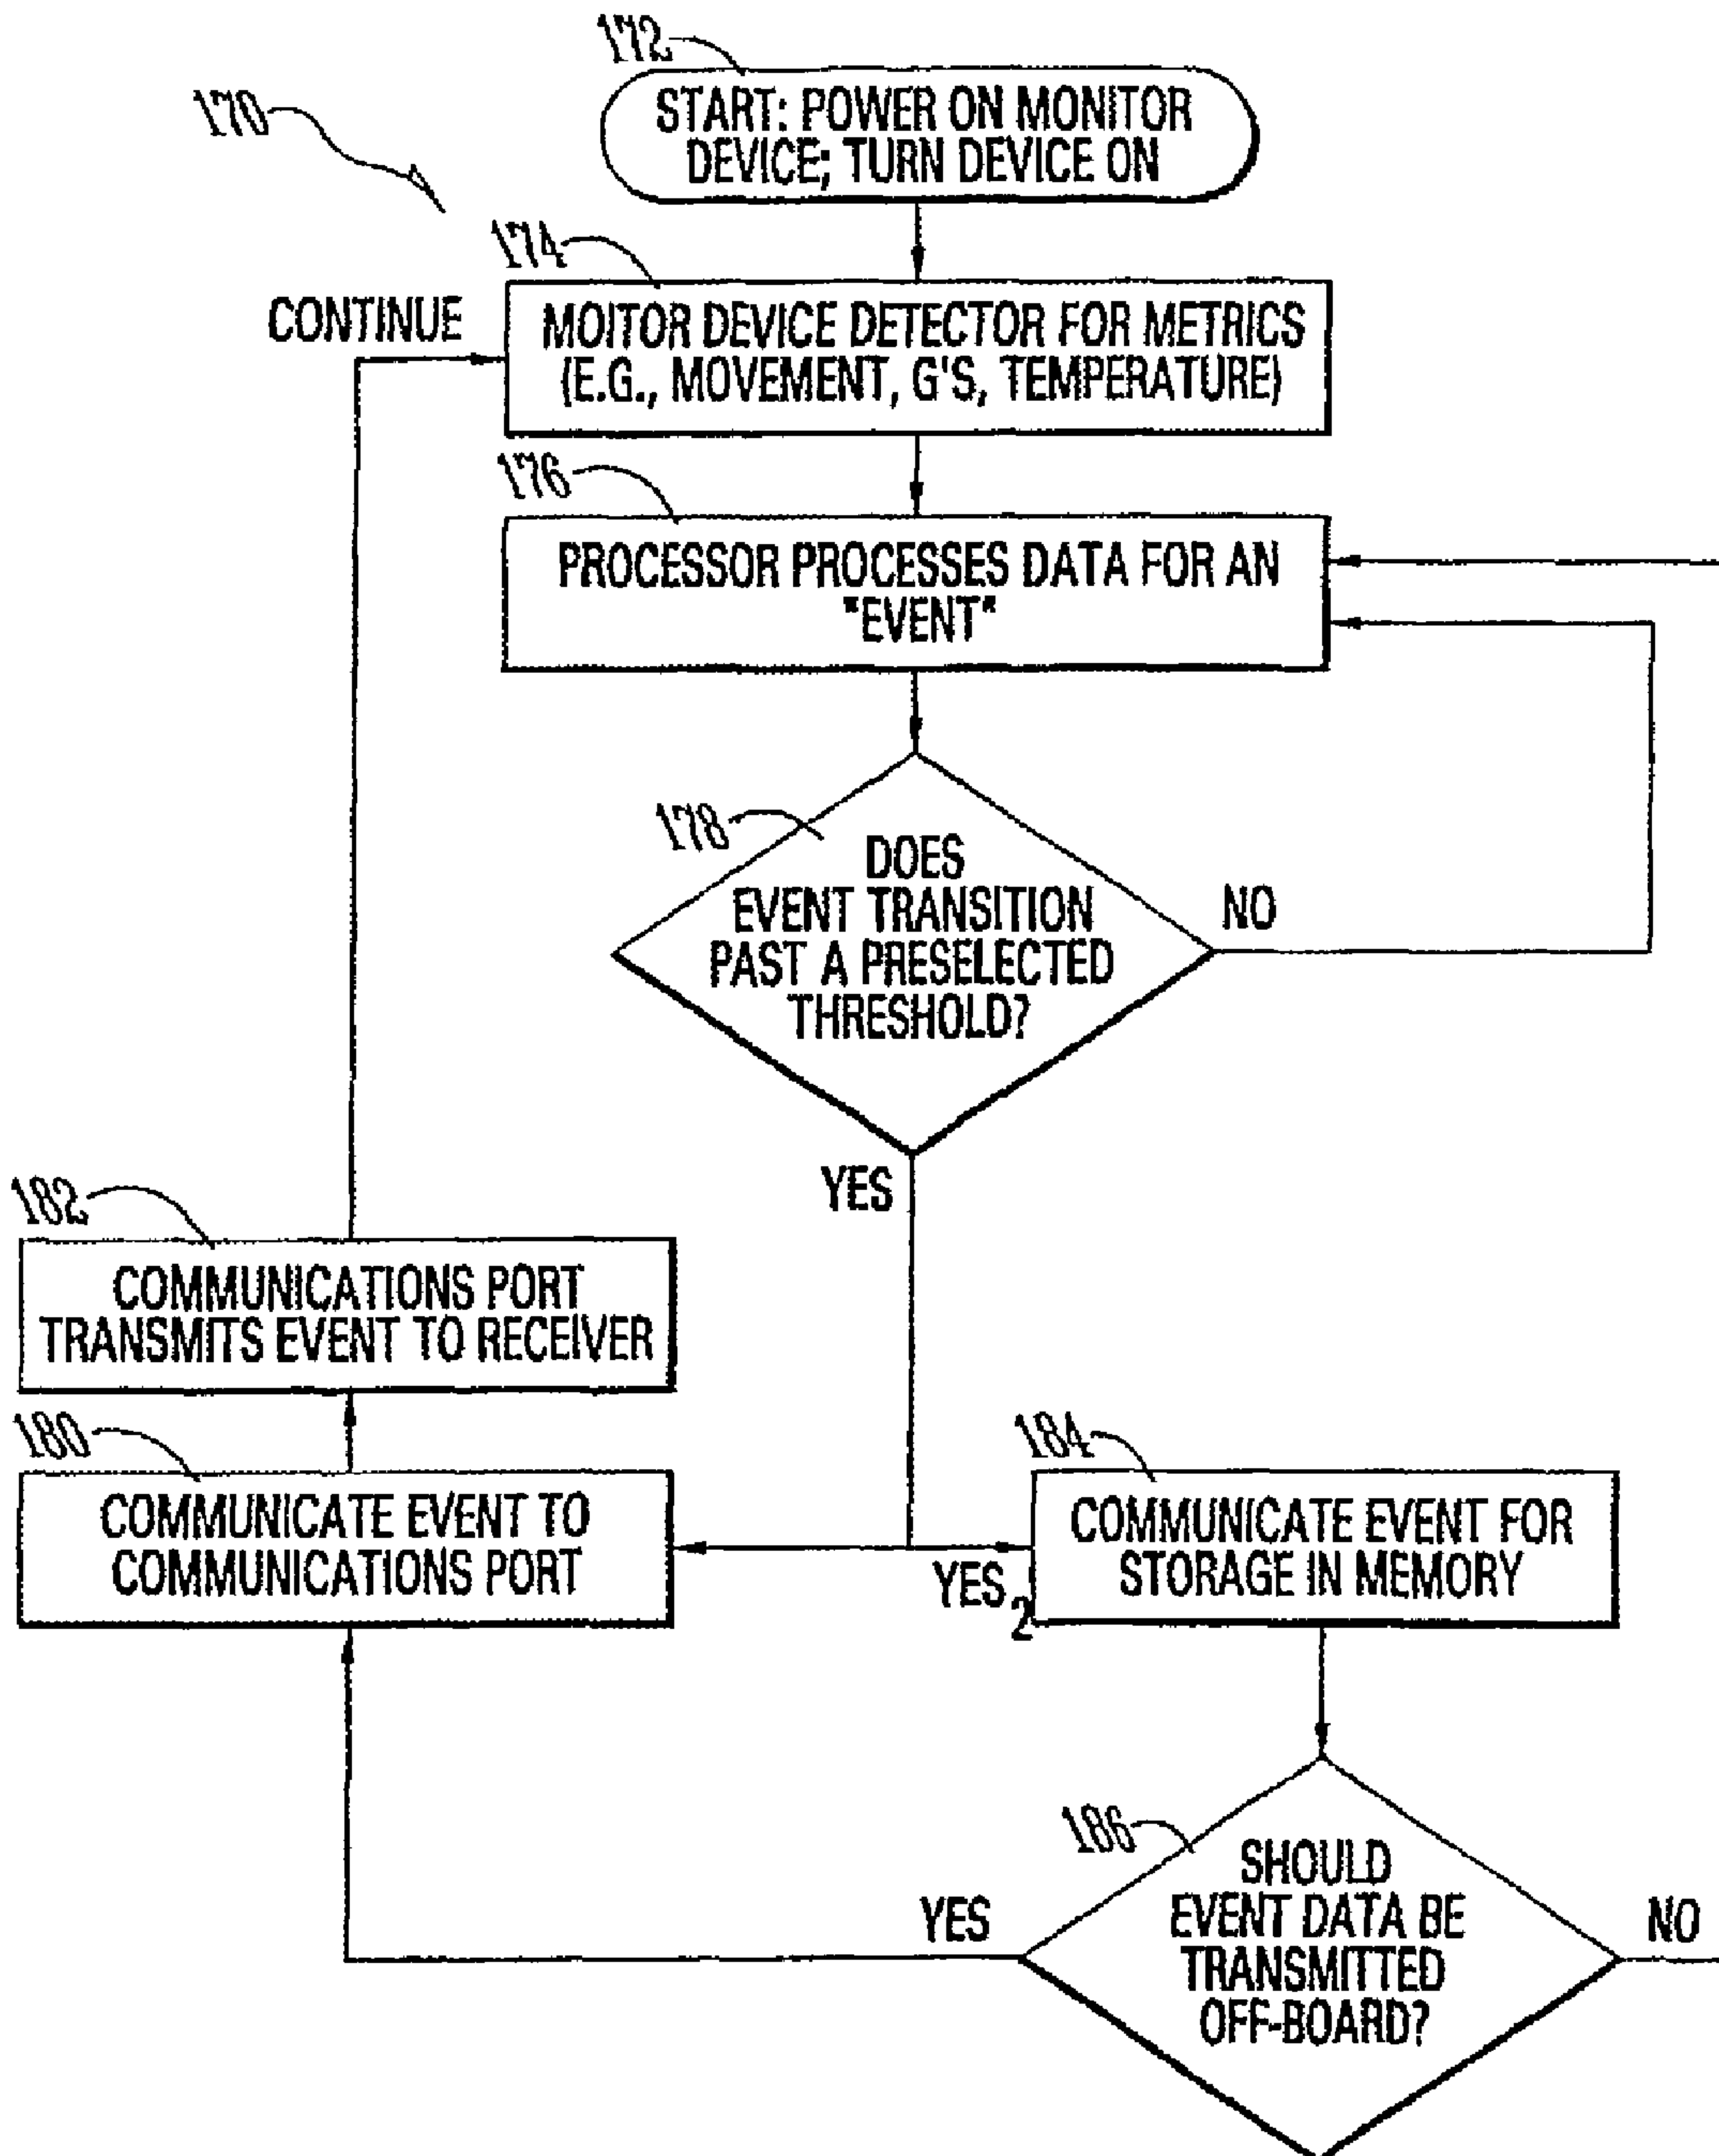 172
START: POWER ON MONITOR
DEVICE; TURN DEVICE ON
170
174
CONTINUE
MOITOR DEVICE DETECTOR FOR METRICS
(E.G., MOVEMENT, G'S, TEMPERATURE)
176
PROCESSOR PROCESSES DATA FOR AN
"EVENT"
178
DOES
EVENT TRANSITION
PAST A PRESELECTED
THRESHOLD?
NO
YES
182
COMMUNICATIONS PORT
TRANSMITS EVENT TO RECEIVER
180
COMMUNICATE EVENT TO
COMMUNICATIONS PORT
YES2
184
COMMUNICATE EVENT FOR
STORAGE IN MEMORY
186
SHOULD
EVENT DATA BE
TRANSMITTED
OFF-BOARD?
YES
NO